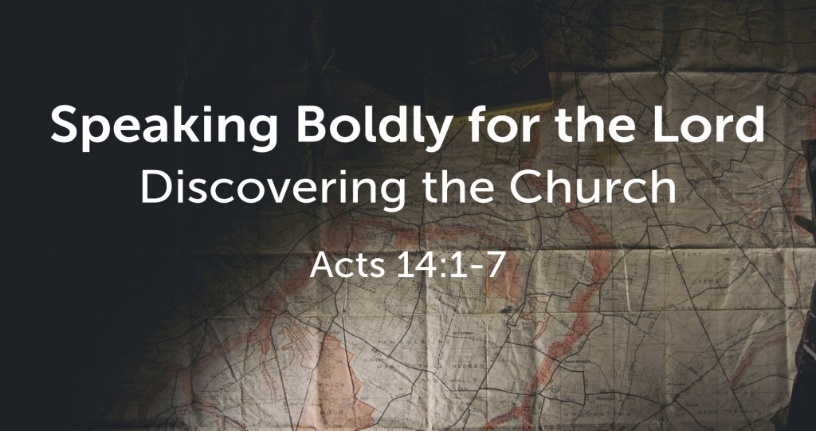 Speaking Boldly for the Lord
Discovering the Church
Acts 14:1-7